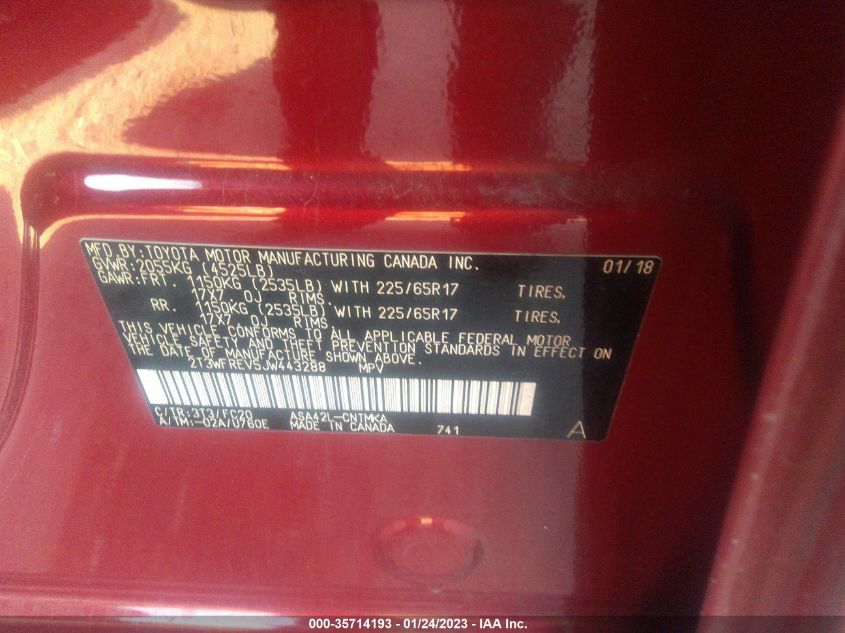 MFD. BY: TOYOTA MOTOR MANUFACTURING CANADA INC. 01/18
GVWR: 2055KG (4525LB)
GAWR: FRT. 1150KG (2535LB) WITH 225/65R17 TIRES,
17X7.0J RIMS.
RR. 1150KG (2535LB) WITH 225/65R17 TIRES,
17X7.0J RIMS.
THIS VEHICLE CONFORMS TO ALL APPLICABLE FEDERAL MOTOR
VEHICLE SAFETY AND THEFT PREVENTION STANDARDS IN EFFECT ON
THE DATE OF MANUFACTURE SHOWN ABOVE.
2T3WFREV5JW443288 MPV
C/TR: 3T3/FC20 ASA42L-CNTMKA
A/TM: -02A/U760E MADE IN CANADA 741 A
000-35714193 - 01/24/2023 - IAA Inc.